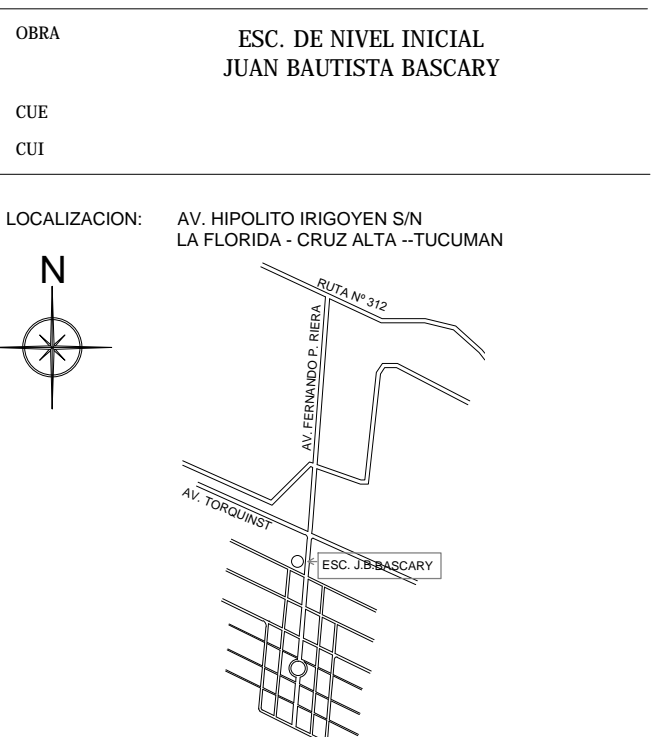 OBRA
ESC. DE NIVEL INICIAL
JUAN BAUTISTA BASCARY
CUE
CUI
LOCALIZACION:
AV. HIPOLITO IRIGOYEN S/N
LA FLORIDA - CRUZ ALTA --TUCUMAN
N
RUTA Nº 312
AV. FERNANDO P. RIERA
AV. TORQUINST
ESC. J.B.BASCARY